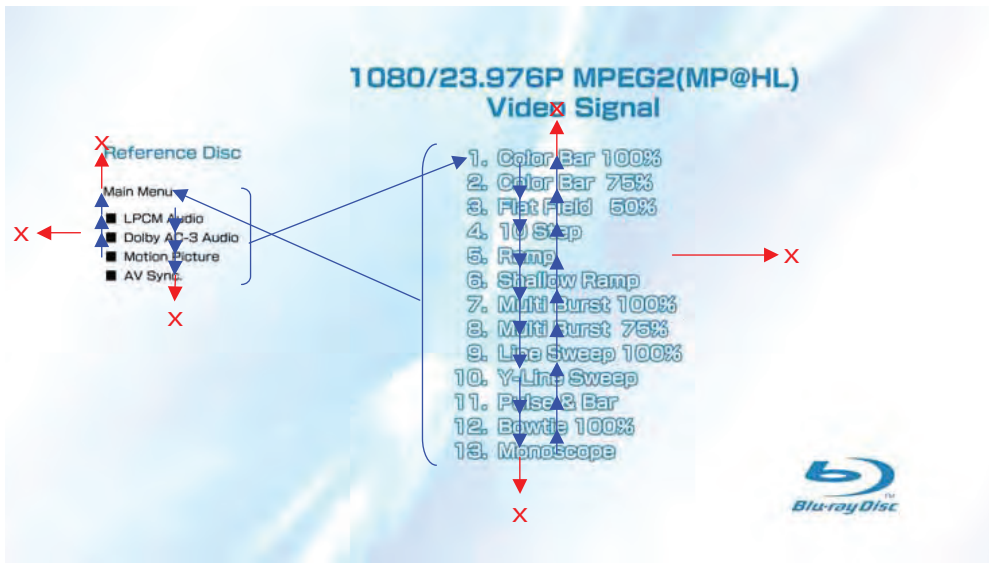 1080/23.976P MPEG2(MP@HL)
Video Signal
X
X
Reference Disc
Main Menu
■ LPCM Audio
■ Dolby AC-3 Audio
■ Motion Picture
■ AV Sync.
X
X
1. Color Bar 100%
2. Color Bar 75%
3. Flat Field 50%
4. 10 Step
5. Ramp
6. Shallow Ramp
7. Multi Burst 100%
8. Multi Burst 75%
9. Line Sweep 100%
10. Y-Line Sweep
11. Pulse & Bar
12. Bowtie 100%
13. Monoscope
X
X
Blu-ray Disc™